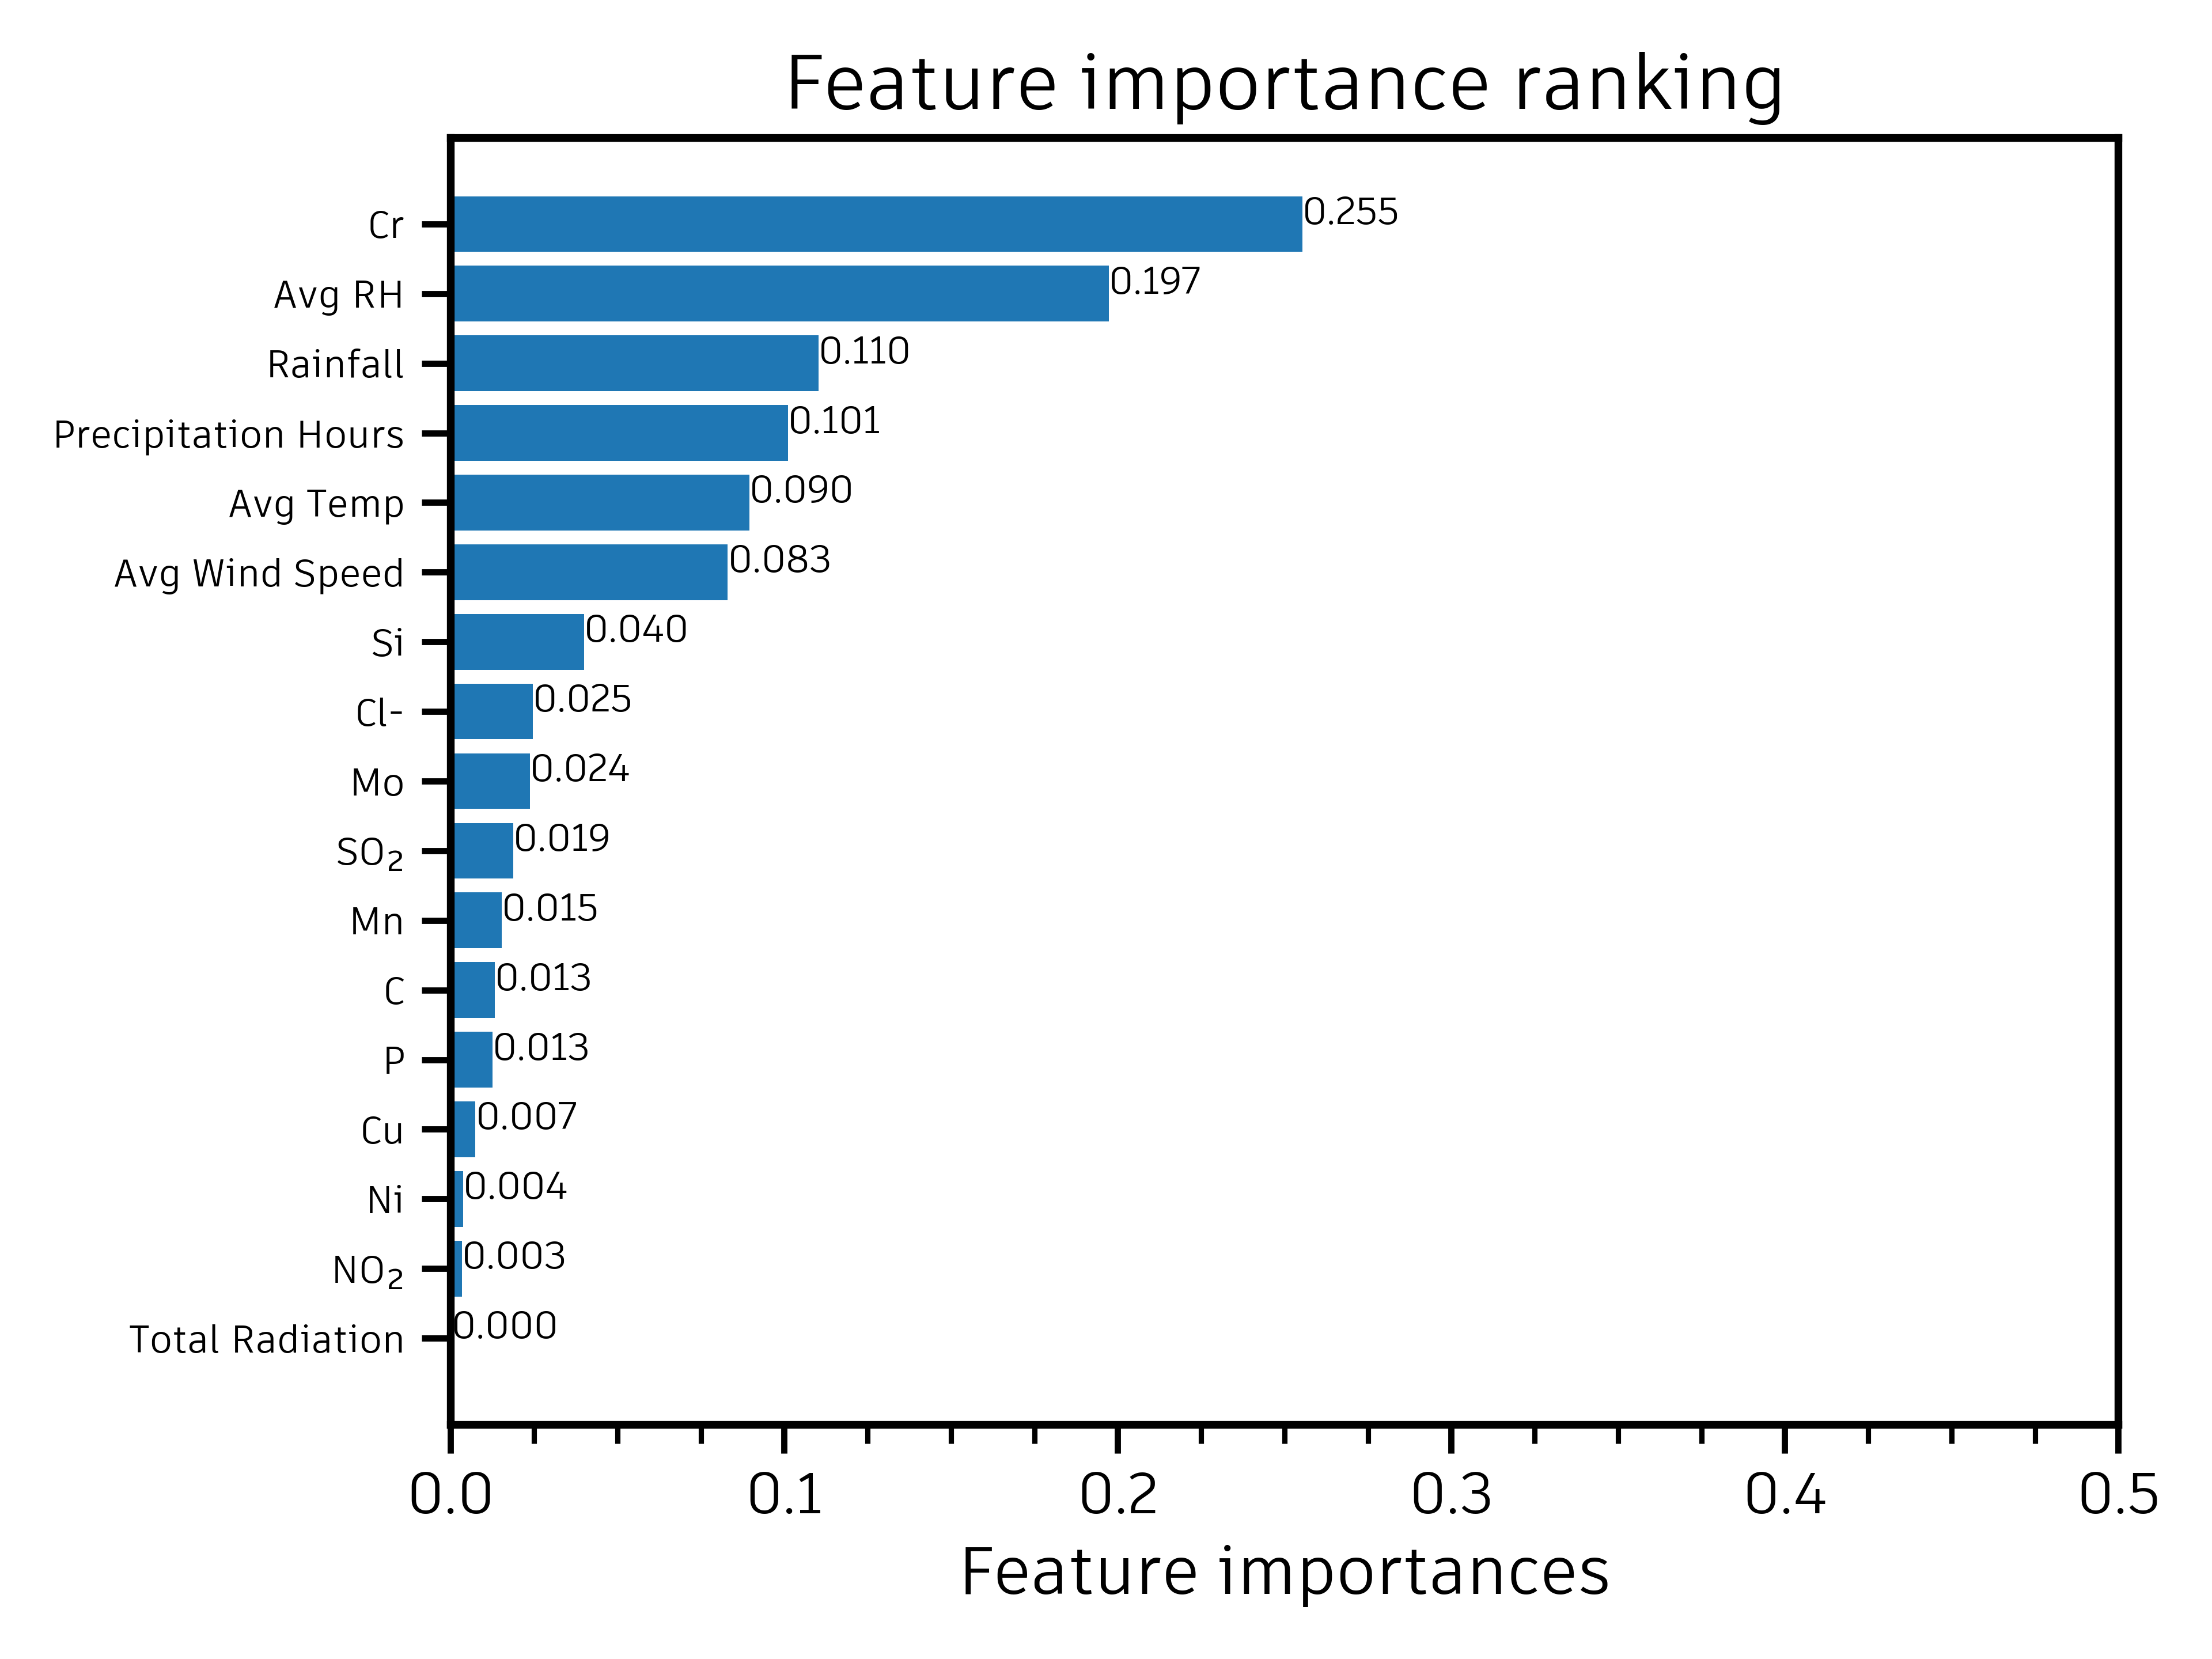 Feature importance ranking
Cr 0.255
Avg RH 0.197
Rainfall 0.110
Precipitation Hours 0.101
Avg Temp 0.090
Avg Wind Speed 0.083
Si 0.040
Cl- 0.025
Mo 0.024
SO₂ 0.019
Mn 0.015
C 0.013
P 0.013
Cu 0.007
Ni 0.004
NO₂ 0.003
Total Radiation 0.000
0.0 0.1 0.2 0.3 0.4 0.5
Feature importances